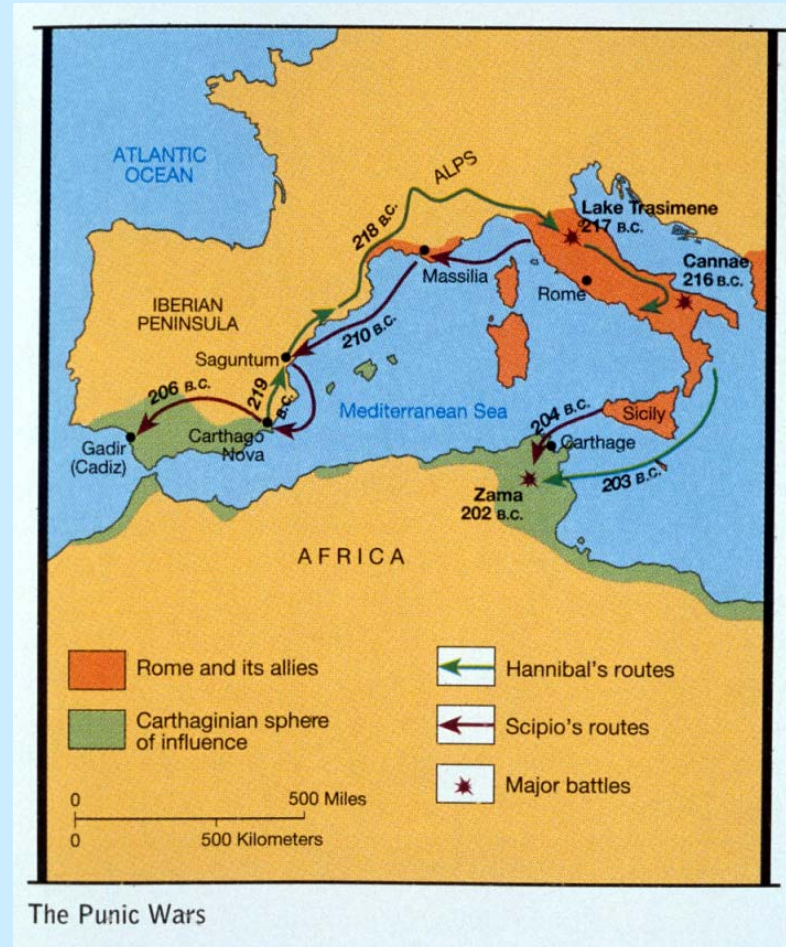 ATLANTIC
OCEAN
ALPS
218 B.C.
Lake Trasimene
217 B.C.
Cannae
216 B.C.
Massilia
Rome
IBERIAN
PENINSULA
210 B.C.
Saguntum
206 B.C.
219
B.C.
Mediterranean Sea
204 B.C.
Sicily
Gadir
(Cadiz)
Carthago
Nova
Carthage
203 B.C.
Zama
202 B.C.
AFRICA
Rome and its allies
Hannibal's routes
Carthaginian sphere
of influence
Scipio's routes
Major battles
0
500 Miles
0
500 Kilometers
The Punic Wars